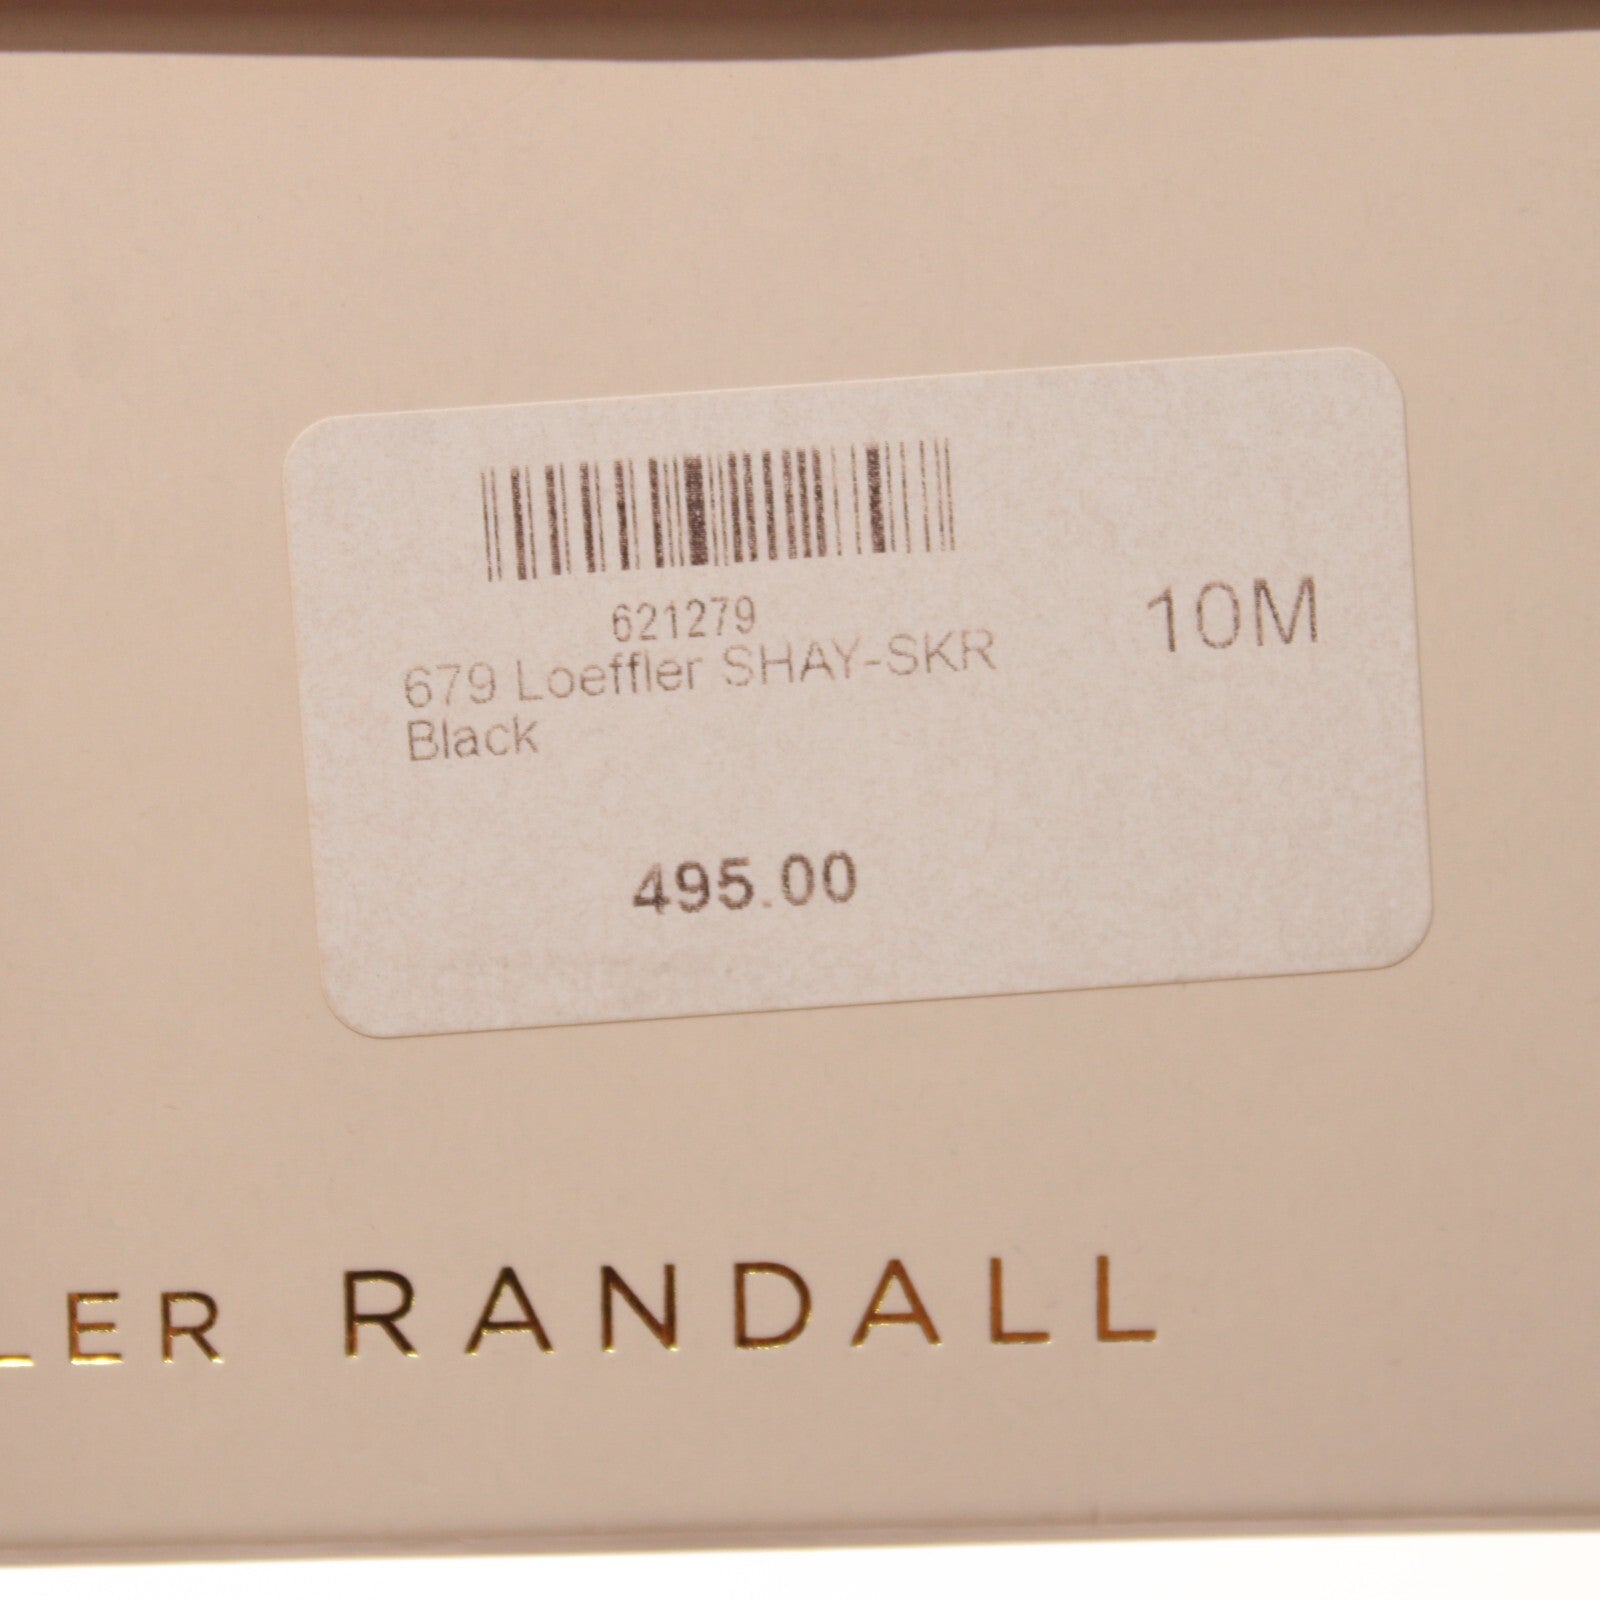 621279
679 Loeffler SHAY-SKR
10M
Black
495.00
LER RANDALL